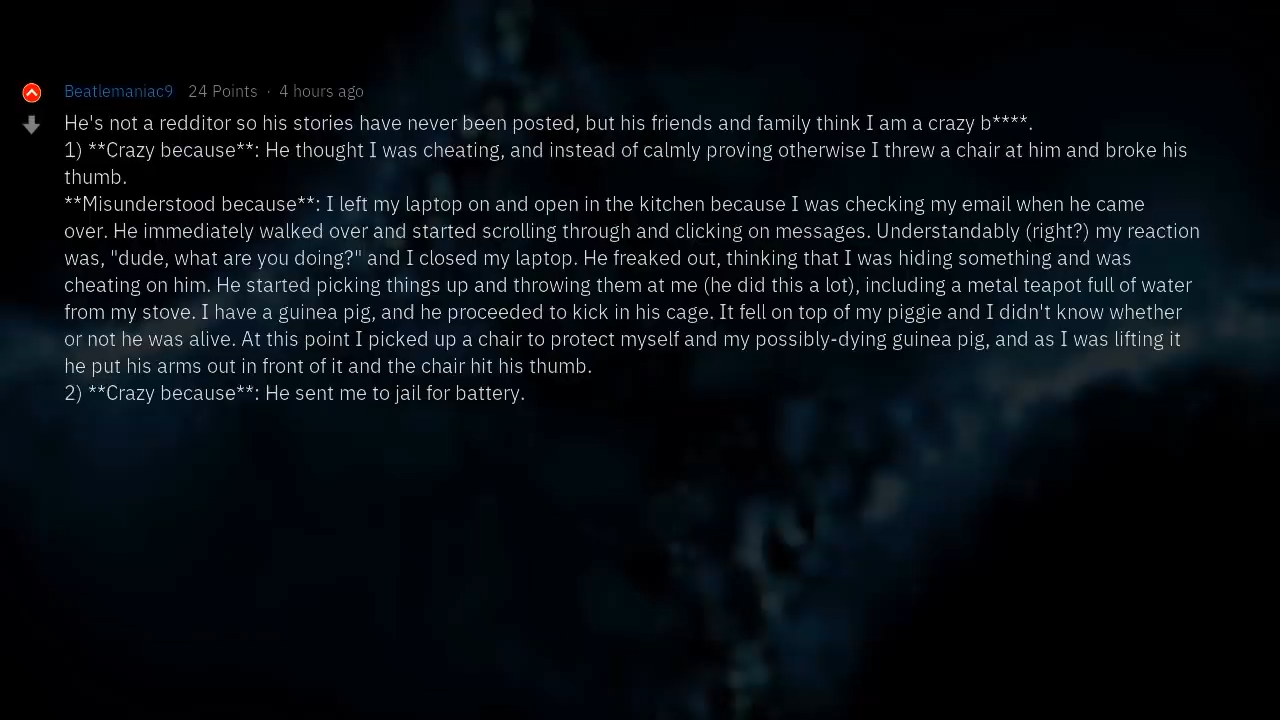 Beatlemaniac9 24 Points · 4 hours ago
He's not a redditor so his stories have never been posted, but his friends and family think I am a crazy b****.
1) **Crazy because**: He thought I was cheating, and instead of calmly proving otherwise I threw a chair at him and broke his
thumb.
**Misunderstood because**: I left my laptop on and open in the kitchen because I was checking my email when he came
over. He immediately walked over and started scrolling through and clicking on messages. Understandably (right?) my reaction
was, "dude, what are you doing?" and I closed my laptop. He freaked out, thinking that I was hiding something and was
cheating on him. He started picking things up and throwing them at me (he did this a lot), including a metal teapot full of water
from my stove. I have a guinea pig, and he proceeded to kick in his cage. It fell on top of my piggie and I didn't know whether
or not he was alive. At this point I picked up a chair to protect myself and my possibly-dying guinea pig, and as I was lifting it
he put his arms out in front of it and the chair hit his thumb.
2) **Crazy because**: He sent me to jail for battery.